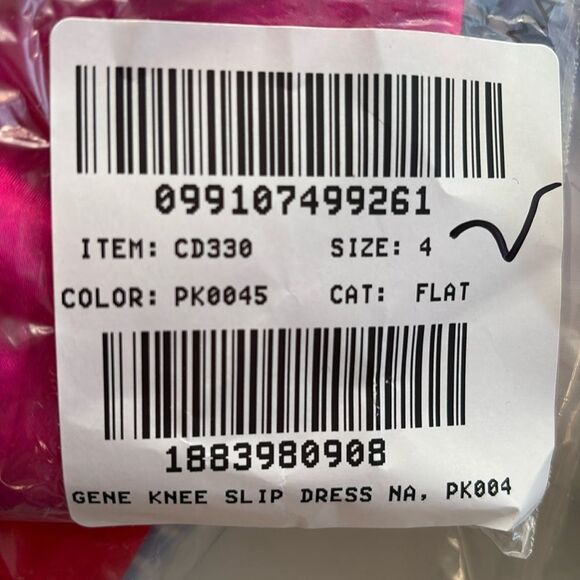 099107499261
ITEM: CD330 SIZE: 4
COLOR: PK0045 CAT: FLAT
1883980908
GENE KNEE SLIP DRESS NA, PK004